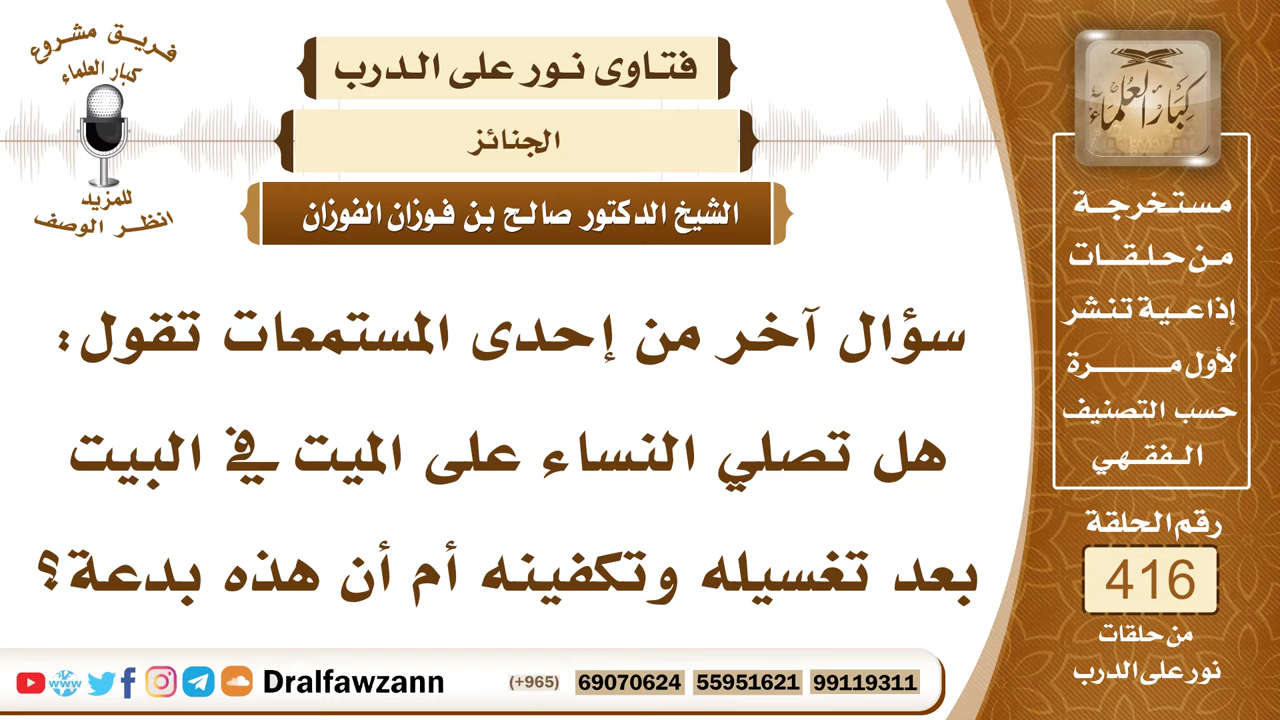 فريق مشروع
كبار العلماء
للمزيد
انظر الوصف
فتاوى نور على الدرب
الجنائز
الشيخ الدكتور صالح بن فوزان الفوزان
سؤال آخر من إحدى المستمعات تقول:
هل تصلي النساء على الميت في البيت
بعد تغسيله وتكفينه أم أن هذه بدعة؟
كبار العلماء
مستخرجة
من حلقات
إذاعية تنشر
لأول مرة
حسب التصنيف
الفقهي
رقم الحلقة
416
من حلقات
نور على الدرب
www
Dralfawzann
(+965) 69070624 55951621 99119311